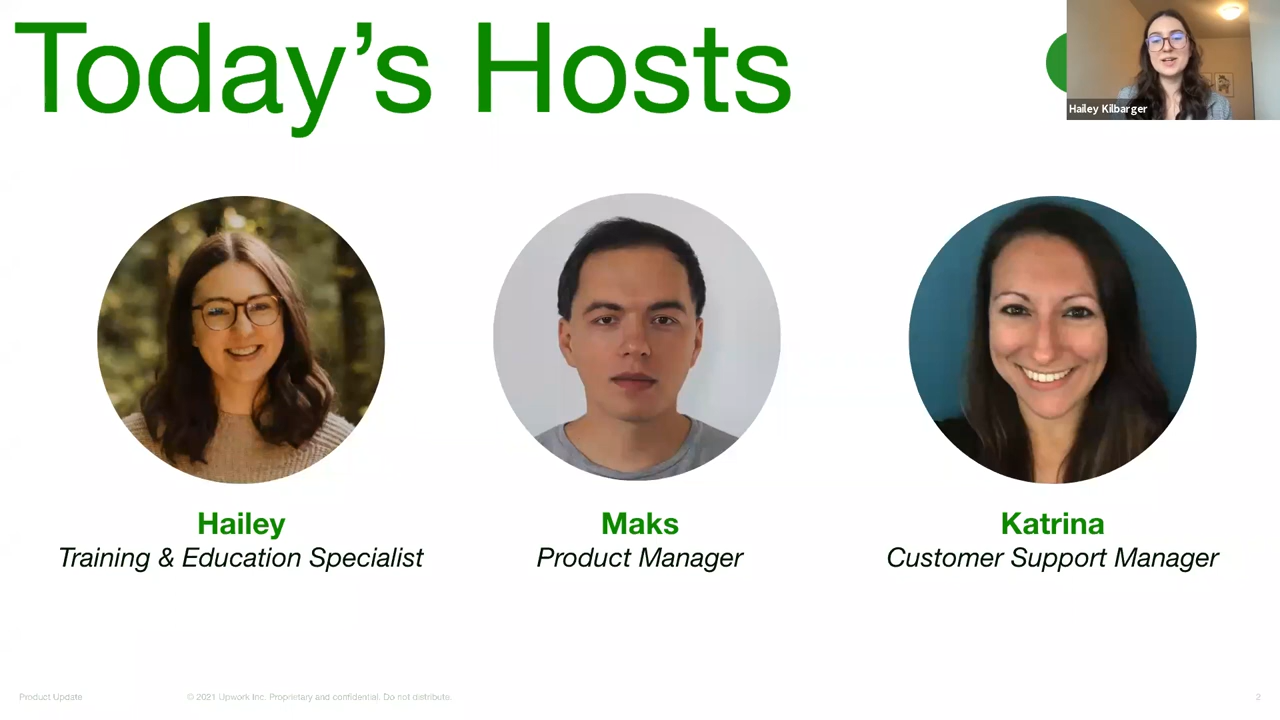 Today’s Hosts
Hailey Kilbarger
Hailey
Training & Education Specialist
Maks
Product Manager
Katrina
Customer Support Manager
Product Update
© 2021 Upwork Inc. Proprietary and confidential. Do not distribute.
2